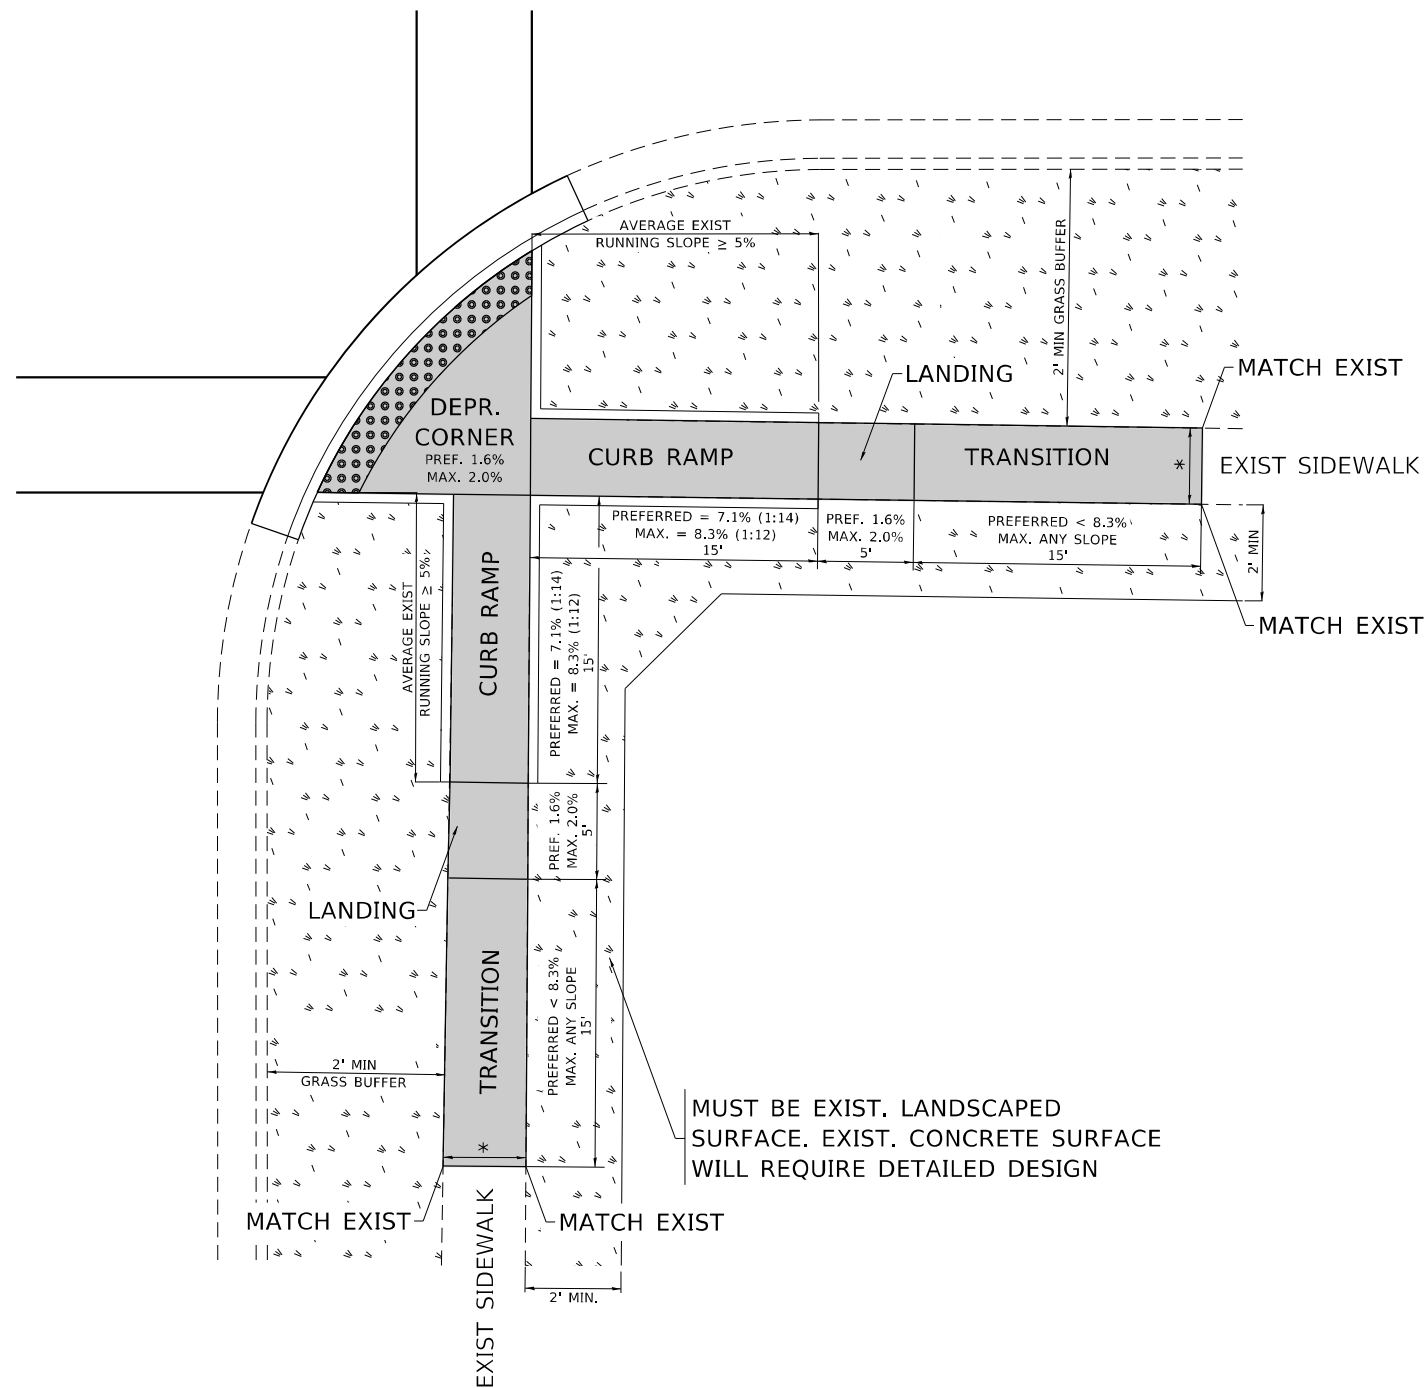 AVERAGE EXIST
RUNNING SLOPE ≥ 5%
2' MIN GRASS BUFFER
MATCH EXIST
LANDING
DEPR.
CORNER
PREF. 1.6%
MAX. 2.0%
CURB RAMP
TRANSITION
*
EXIST SIDEWALK
PREFERRED = 7.1% (1:14)
MAX. = 8.3% (1:12)
15'
PREF. 1.6%
MAX. 2.0%
5'
PREFERRED < 8.3%
MAX. ANY SLOPE
15'
2' MIN
MATCH EXIST
AVERAGE EXIST
RUNNING SLOPE ≥ 5%
CURB RAMP
PREFERRED = 7.1% (1:14)
MAX. = 8.3% (1:12)
15'
PREF. 1.6%
MAX. 2.0%
5'
LANDING
TRANSITION
PREFERRED < 8.3%
MAX. ANY SLOPE
15'
2' MIN
GRASS BUFFER
MUST BE EXIST. LANDSCAPED
SURFACE. EXIST. CONCRETE SURFACE
WILL REQUIRE DETAILED DESIGN
*
MATCH EXIST
MATCH EXIST
EXIST SIDEWALK
2' MIN.